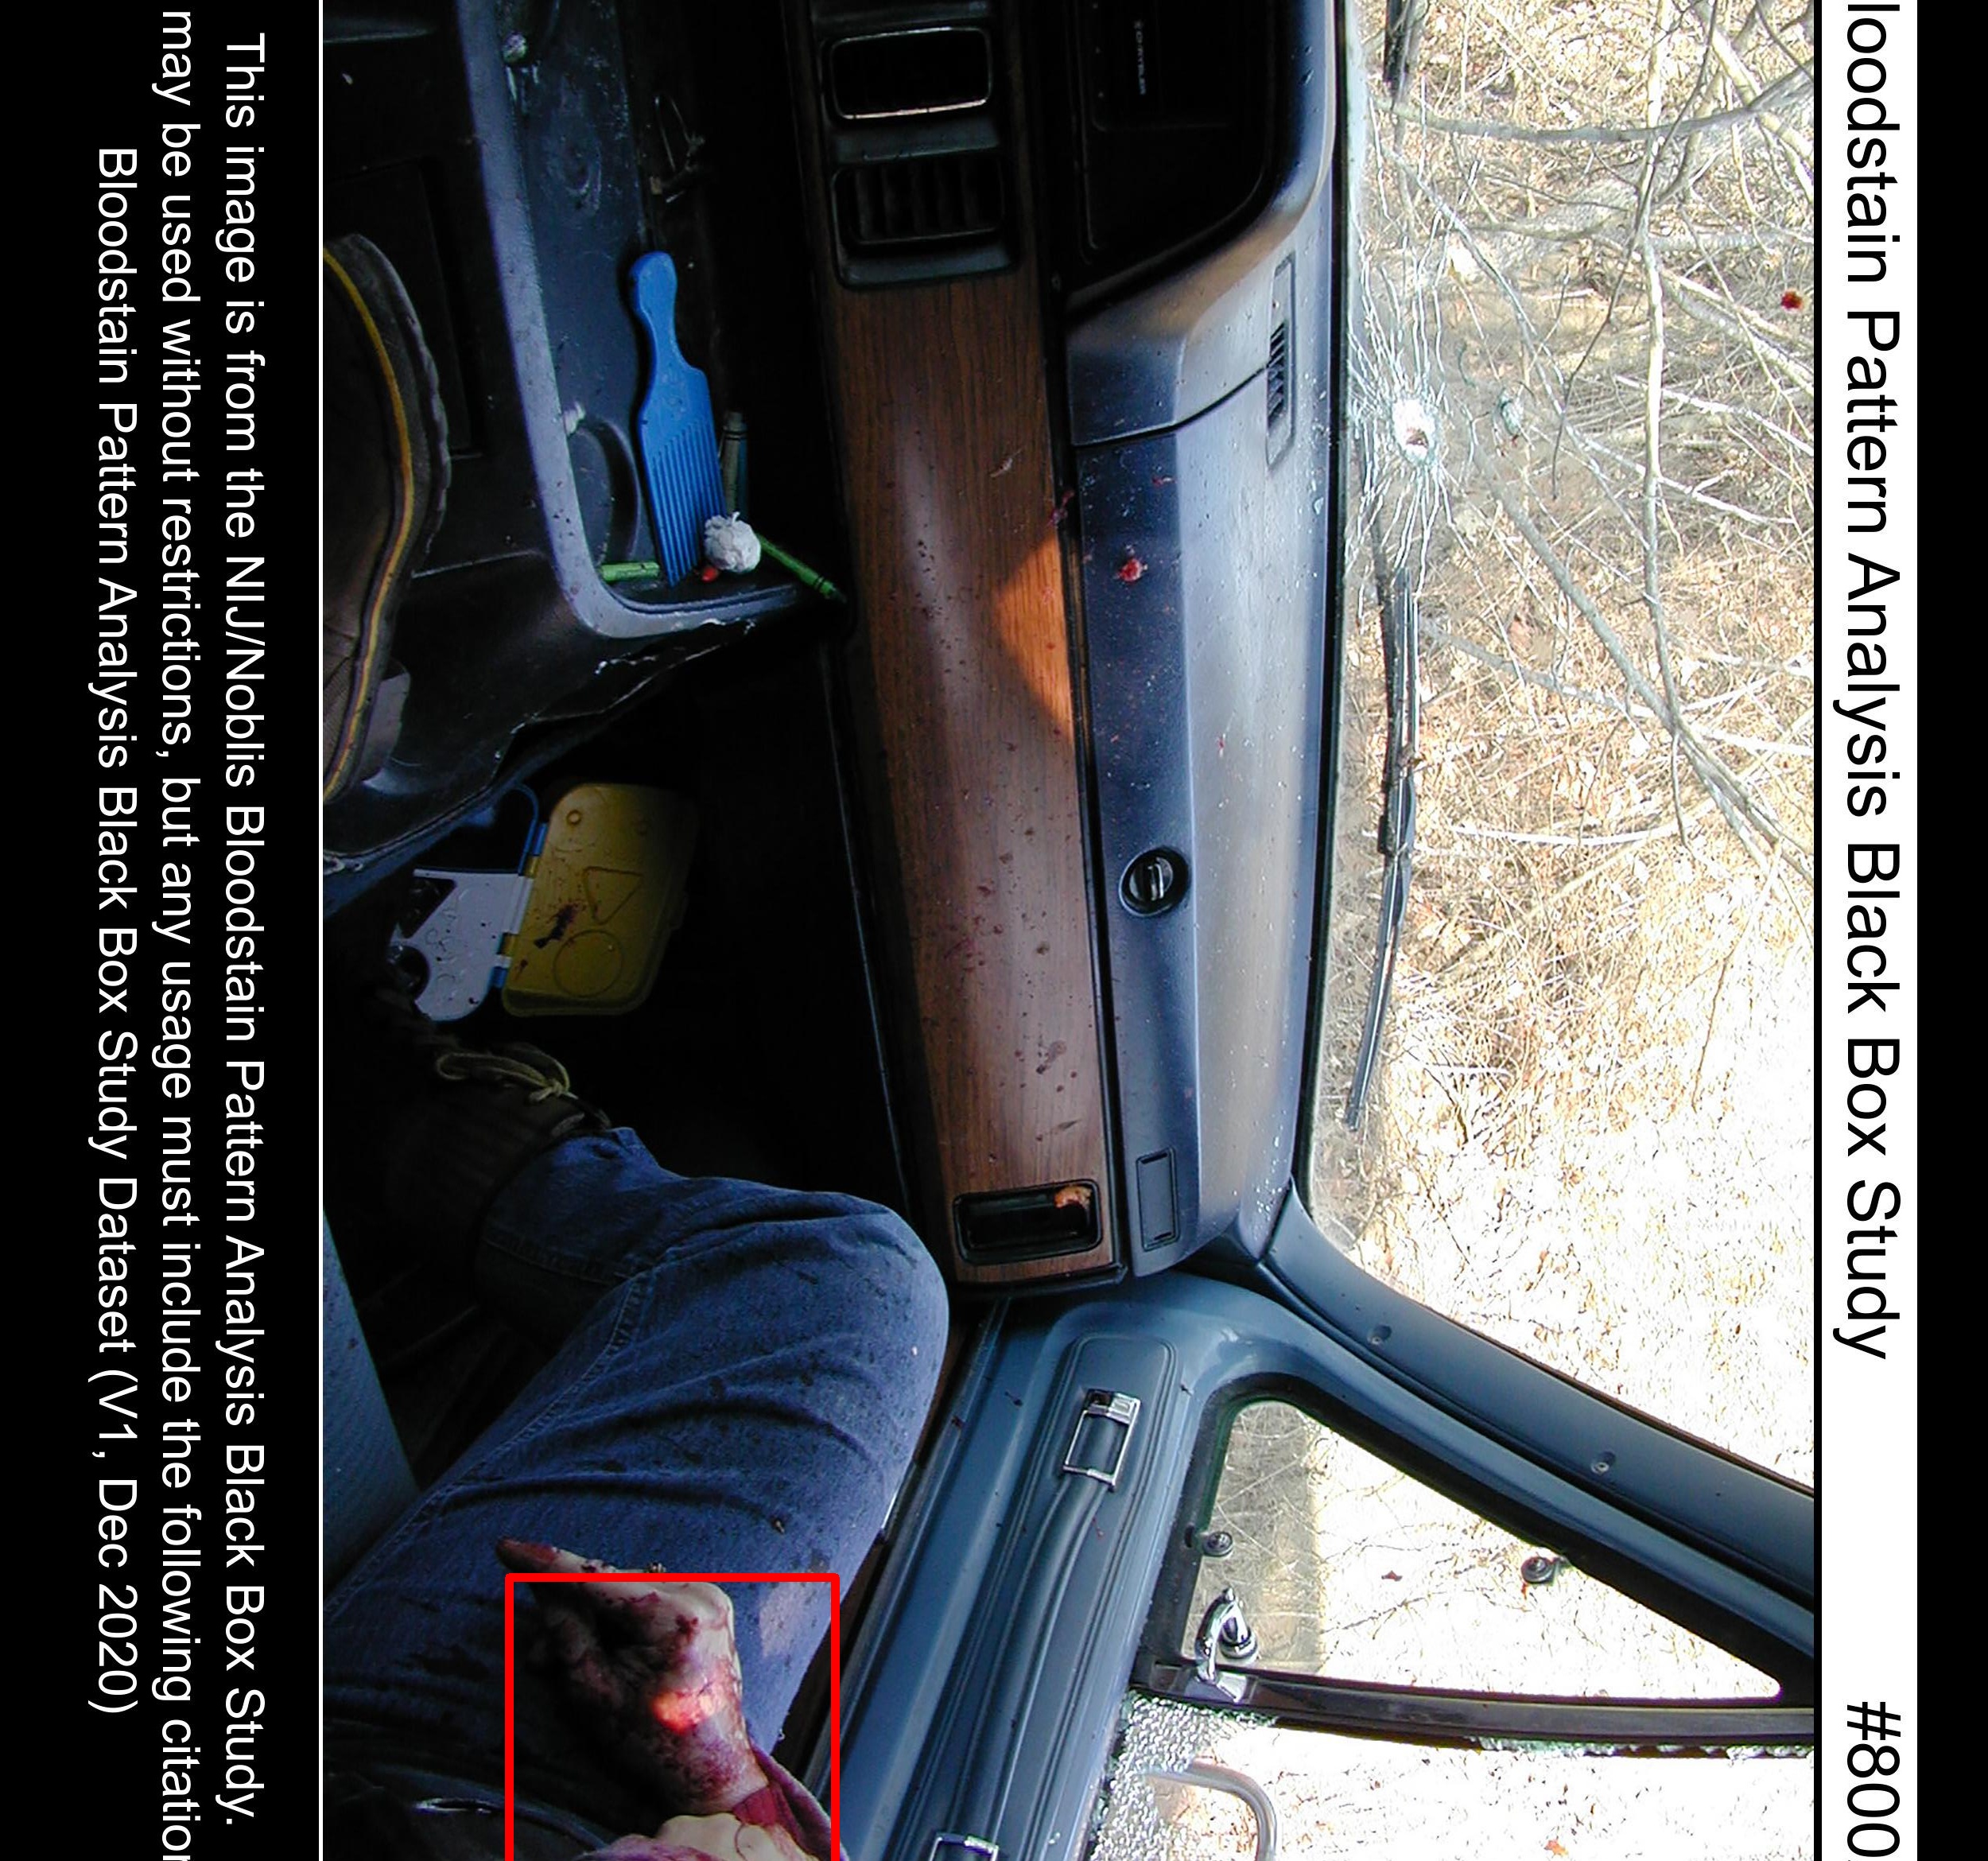 loodstain Pattern Analysis Black Box Study #800
This image is from the NIJ/Noblis Bloodstain Pattern Analysis Black Box Study.
may be used without restrictions, but any usage must include the following citation
Bloodstain Pattern Analysis Black Box Study Dataset (V1, Dec 2020)